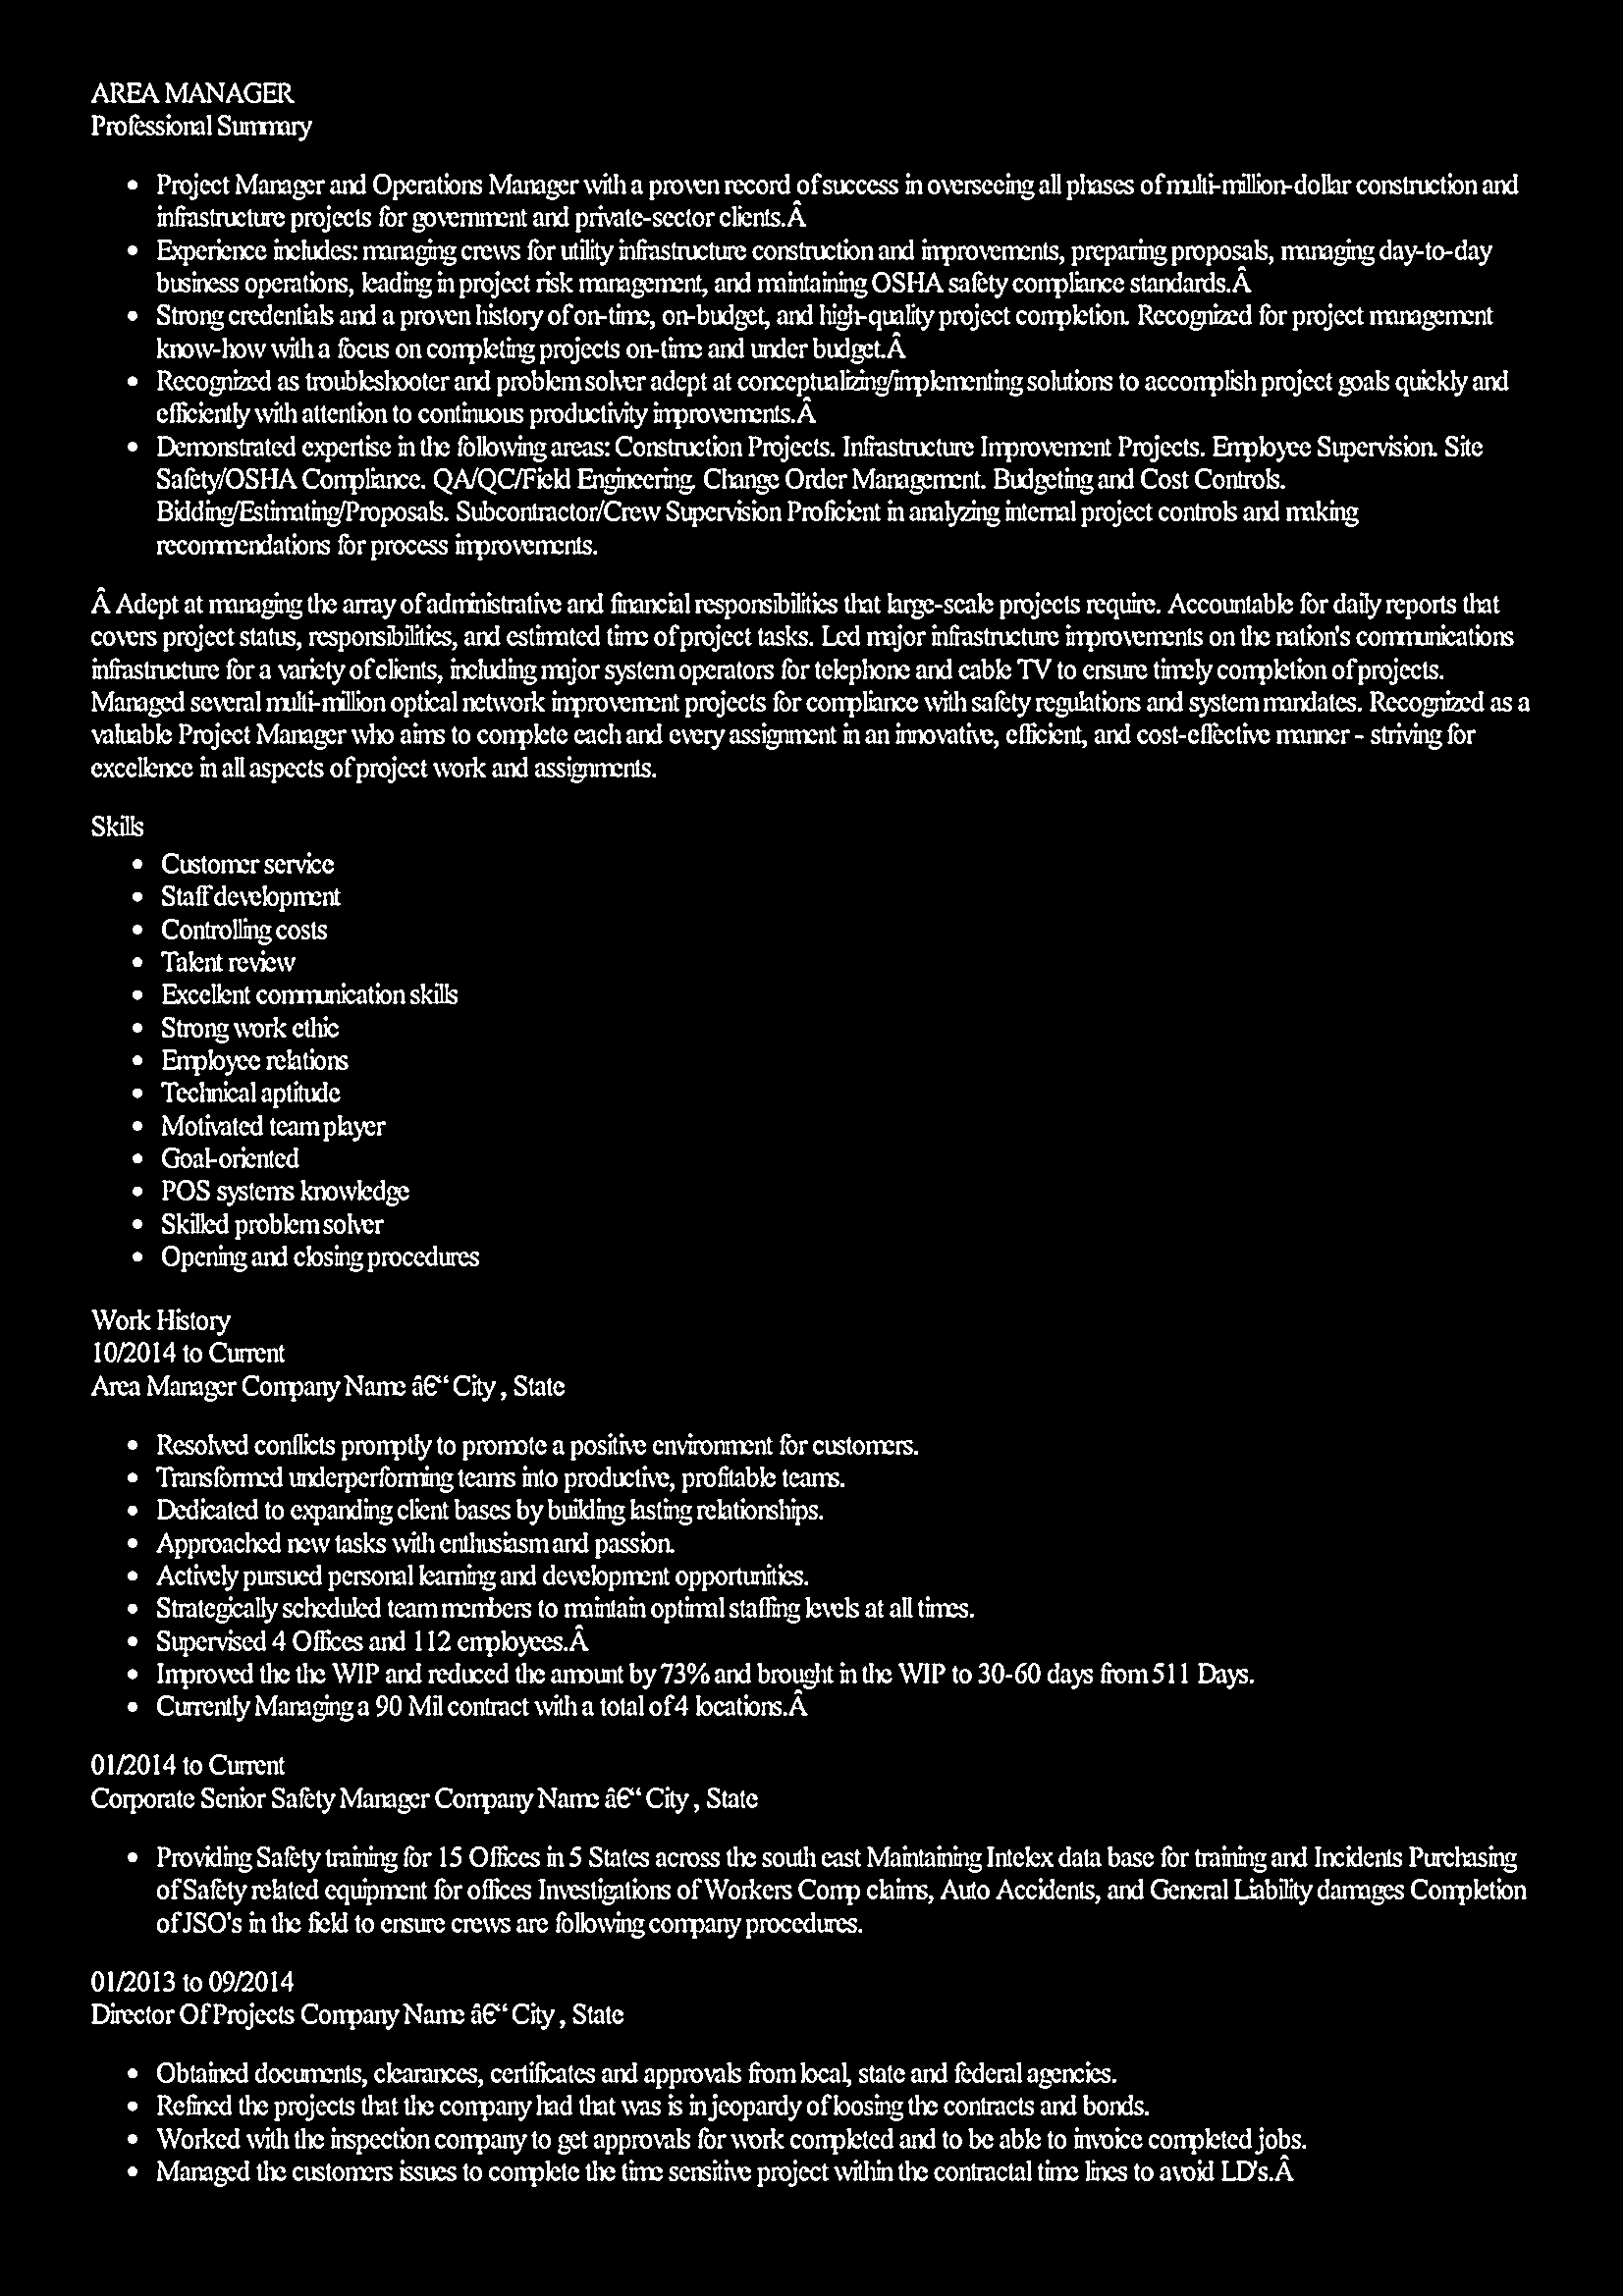 AREA MANAGER
Professional Summary
• Project Manager and Operations Manager with a proven record of success in overseeing all phases of multi-million-dollar construction and
infrastructure projects for government and private-sector clients.Â
• Experience includes: managing crews for utility infrastructure construction and improvements, preparing proposals, managing day-to-day
business operations, leading in project risk management, and maintaining OSHA safety compliance standards.Â
• Strong credentials and a proven history of on-time, on-budget, and high-quality project completion. Recognized for project management
know-how with a focus on completing projects on-time and under budget.Â
• Recognized as troubleshooter and problem solver adept at conceptualizing/implementing solutions to accomplish project goals quickly and
efficiently with attention to continuous productivity improvements.Â
• Demonstrated expertise in the following areas: Construction Projects. Infrastructure Improvement Projects. Employee Supervision. Site
Safety/OSHA Compliance. QA/QC/Field Engineering. Change Order Management. Budgeting and Cost Controls.
Bidding/Estimating/Proposals. Subcontractor/Crew Supervision Proficient in analyzing internal project controls and making
recommendations for process improvements.
Â Adept at managing the array of administrative and financial responsibilities that large-scale projects require. Accountable for daily reports that
covers project status, responsibilities, and estimated time of project tasks. Led major infrastructure improvements on the nation's communications
infrastructure for a variety of clients, including major system operators for telephone and cable TV to ensure timely completion of projects.
Managed several multi-million optical network improvement projects for compliance with safety regulations and system mandates. Recognized as a
valuable Project Manager who aims to complete each and every assignment in an innovative, efficient, and cost-effective manner - striving for
excellence in all aspects of project work and assignments.
Skills
• Customer service
• Staff development
• Controlling costs
• Talent review
• Excellent communication skills
• Strong work ethic
• Employee relations
• Technical aptitude
• Motivated team player
• Goal-oriented
• POS systems knowledge
• Skilled problem solver
• Opening and closing procedures
Work History
10/2014 to Current
Area Manager Company Name â€“ City , State
• Resolved conflicts promptly to promote a positive environment for customers.
• Transformed underperforming teams into productive, profitable teams.
• Dedicated to expanding client bases by building lasting relationships.
• Approached new tasks with enthusiasm and passion.
• Actively pursued personal learning and development opportunities.
• Strategically scheduled team members to maintain optimal staffing levels at all times.
• Supervised 4 Offices and 112 employees.Â
• Improved the the WIP and reduced the amount by 73% and brought in the WIP to 30-60 days from 511 Days.
• Currently Managing a 90 Mil contract with a total of 4 locations.Â
01/2014 to Current
Corporate Senior Safety Manager Company Name â€“ City , State
• Providing Safety training for 15 Offices in 5 States across the south east Maintaining Intelex data base for training and Incidents Purchasing
of Safety related equipment for offices Investigations of Workers Comp claims, Auto Accidents, and General Liability damages Completion
of JSO's in the field to ensure crews are following company procedures.
01/2013 to 09/2014
Director Of Projects Company Name â€“ City , State
• Obtained documents, clearances, certificates and approvals from local, state and federal agencies.
• Refined the projects that the company had that was is in jeopardy of loosing the contracts and bonds.
• Worked with the inspection company to get approvals for work completed and to be able to invoice completed jobs.
• Managed the customers issues to complete the time sensitive project within the contractal time lines to avoid LD's.Â